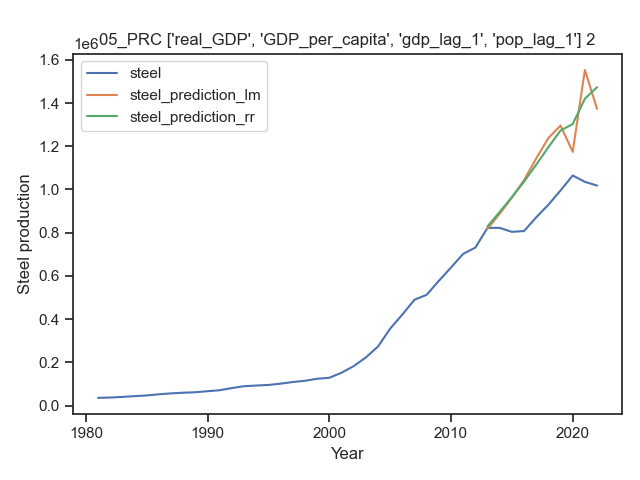 1e6
05_PRC ['real_GDP', 'GDP_per_capita', 'gdp_lag_1', 'pop_lag_1'] 2
steel
steel_prediction_lm
steel_prediction_rr
1.6
1.4
1.2
1.0
0.8
0.6
0.4
0.2
0.0
Steel production
1980
1990
2000
2010
2020
Year